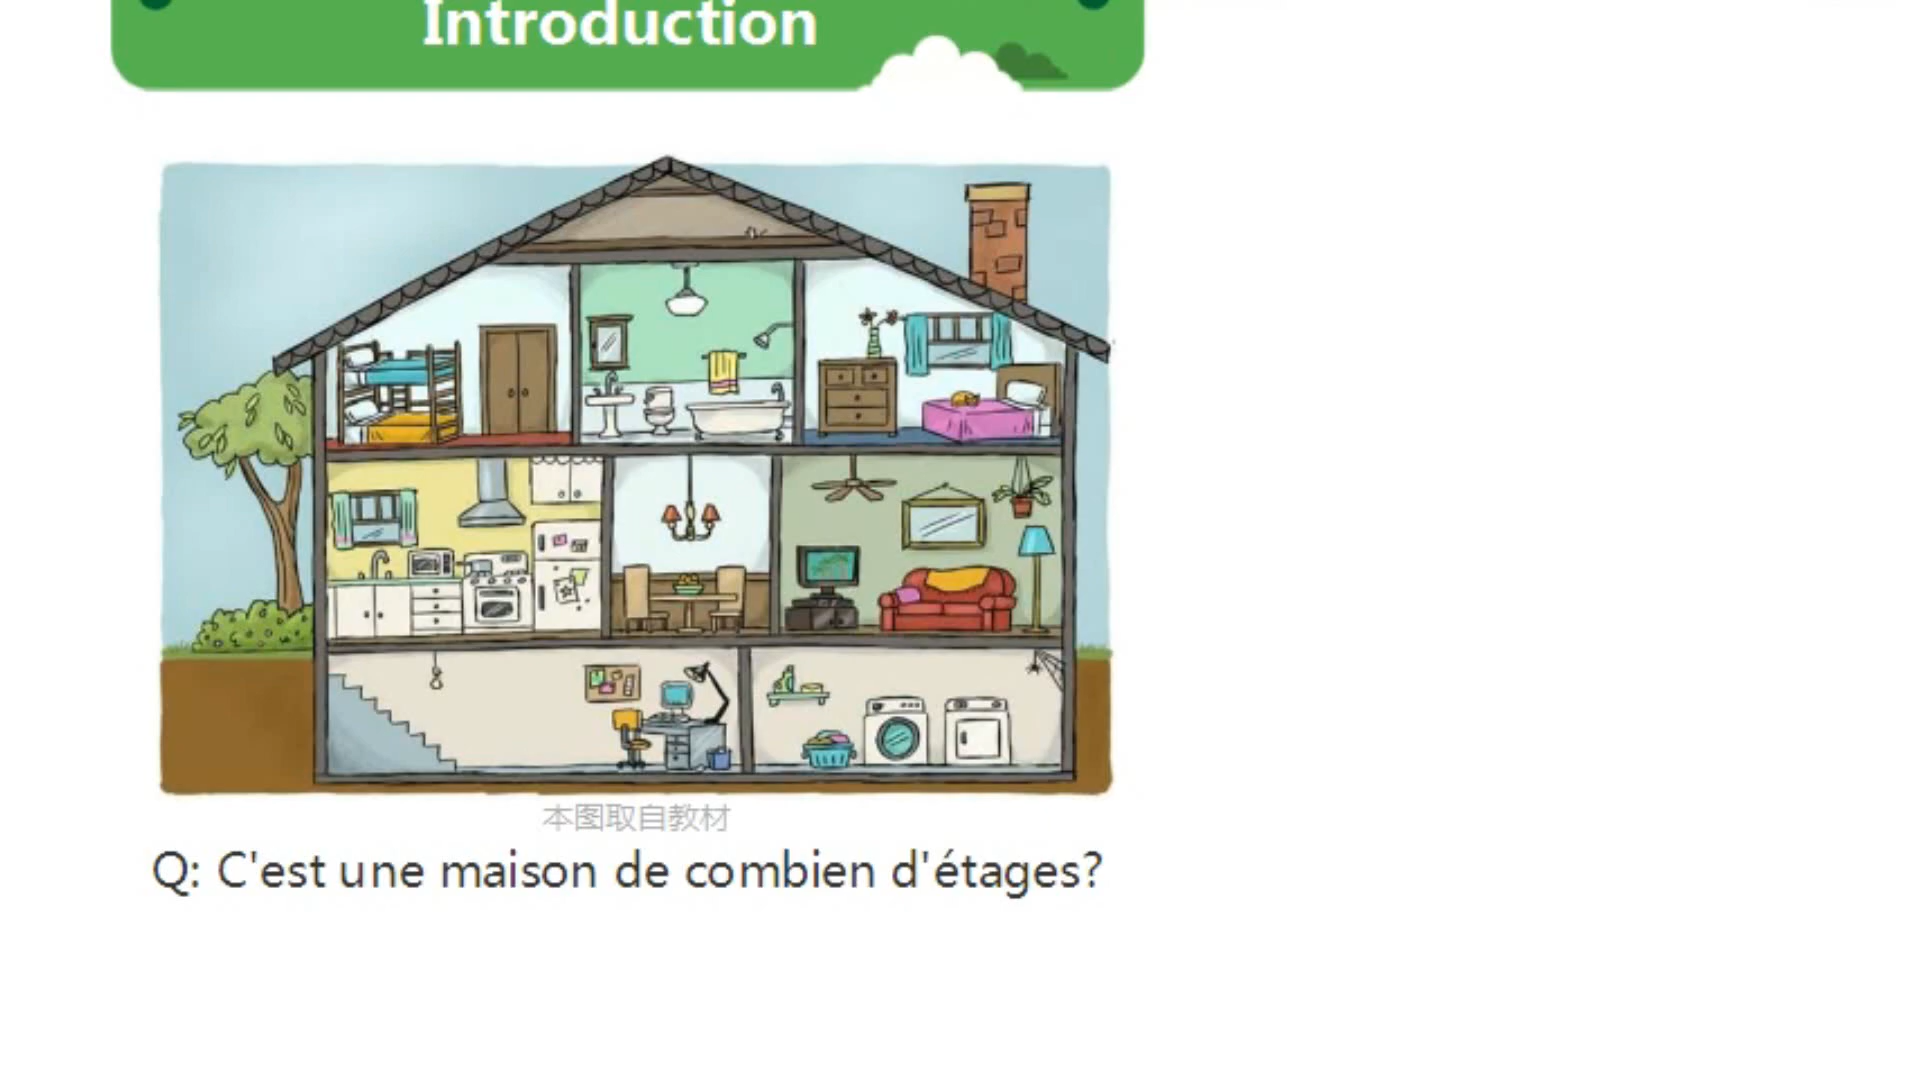 Introduction
本图取自教材
Q: C'est une maison de combien d'étages?